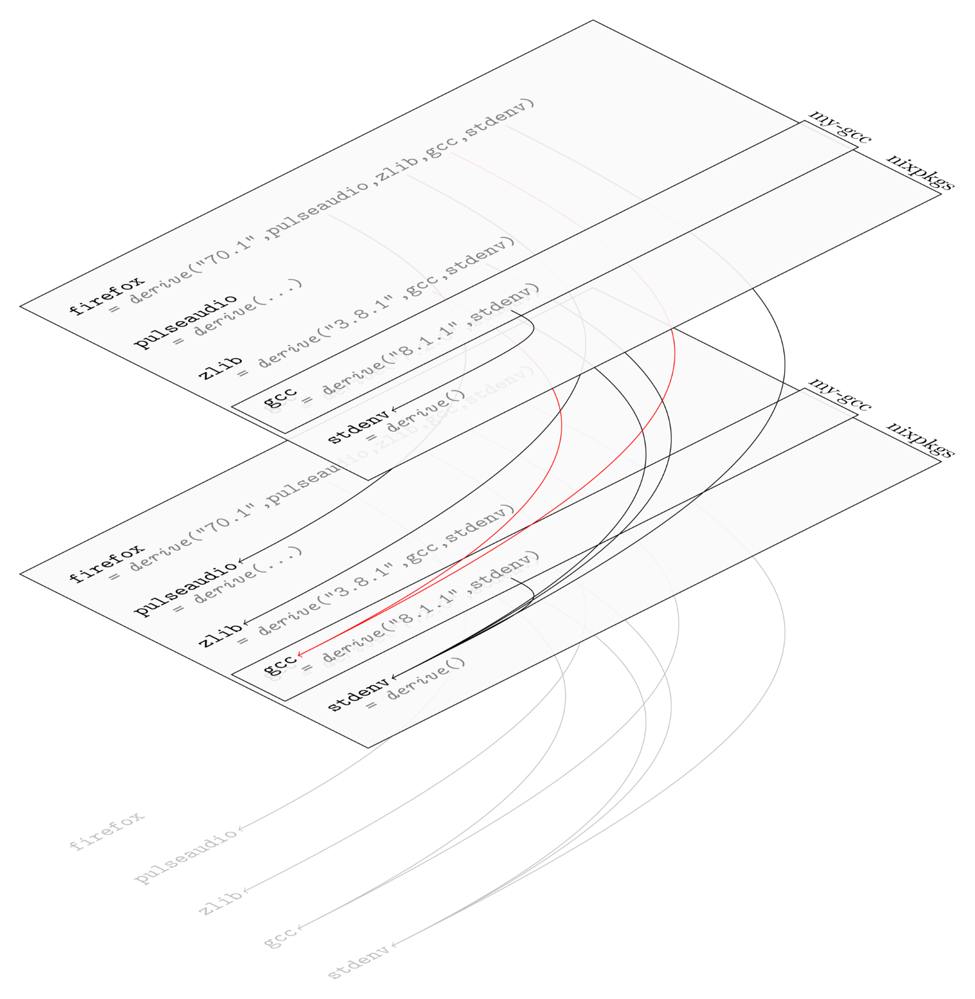 my-gcc
nixpkgs
firefox
= derive("70.1",pulseaudio,zlib,gcc,stdenv)
pulseaudio
= derive(...)
zlib
= derive("3.8.1",gcc,stdenv)
gcc
= derive("8.1.1",stdenv)
stdenv
= derive()
my-gcc
nixpkgs
firefox
= derive("70.1",pulseaudio,zlib,gcc,stdenv)
pulseaudio
= derive(...)
zlib
= derive("3.8.1",gcc,stdenv)
gcc
= derive("8.1.1",stdenv)
stdenv
= derive()
firefox
pulseaudio
zlib
gcc
stdenv